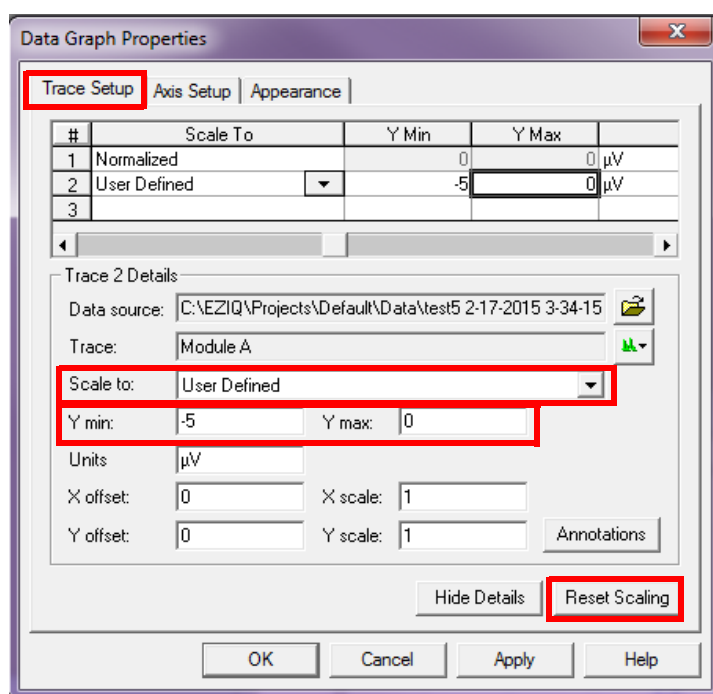 Data Graph Properties
X
Trace Setup Axis Setup Appearance
# Scale To Y Min Y Max
1 Normalized 0 0 µV
2 User Defined -5 0 µV
3
Trace 2 Details
Data source: C:\EZIQ\Projects\Default\Data\test5 2-17-2015 3-34-15
Trace: Module A
Scale to: User Defined
Y min: -5 Y max: 0
Units µV
X offset: 0 X scale: 1
Y offset: 0 Y scale: 1 Annotations
Hide Details Reset Scaling
OK Cancel Apply Help